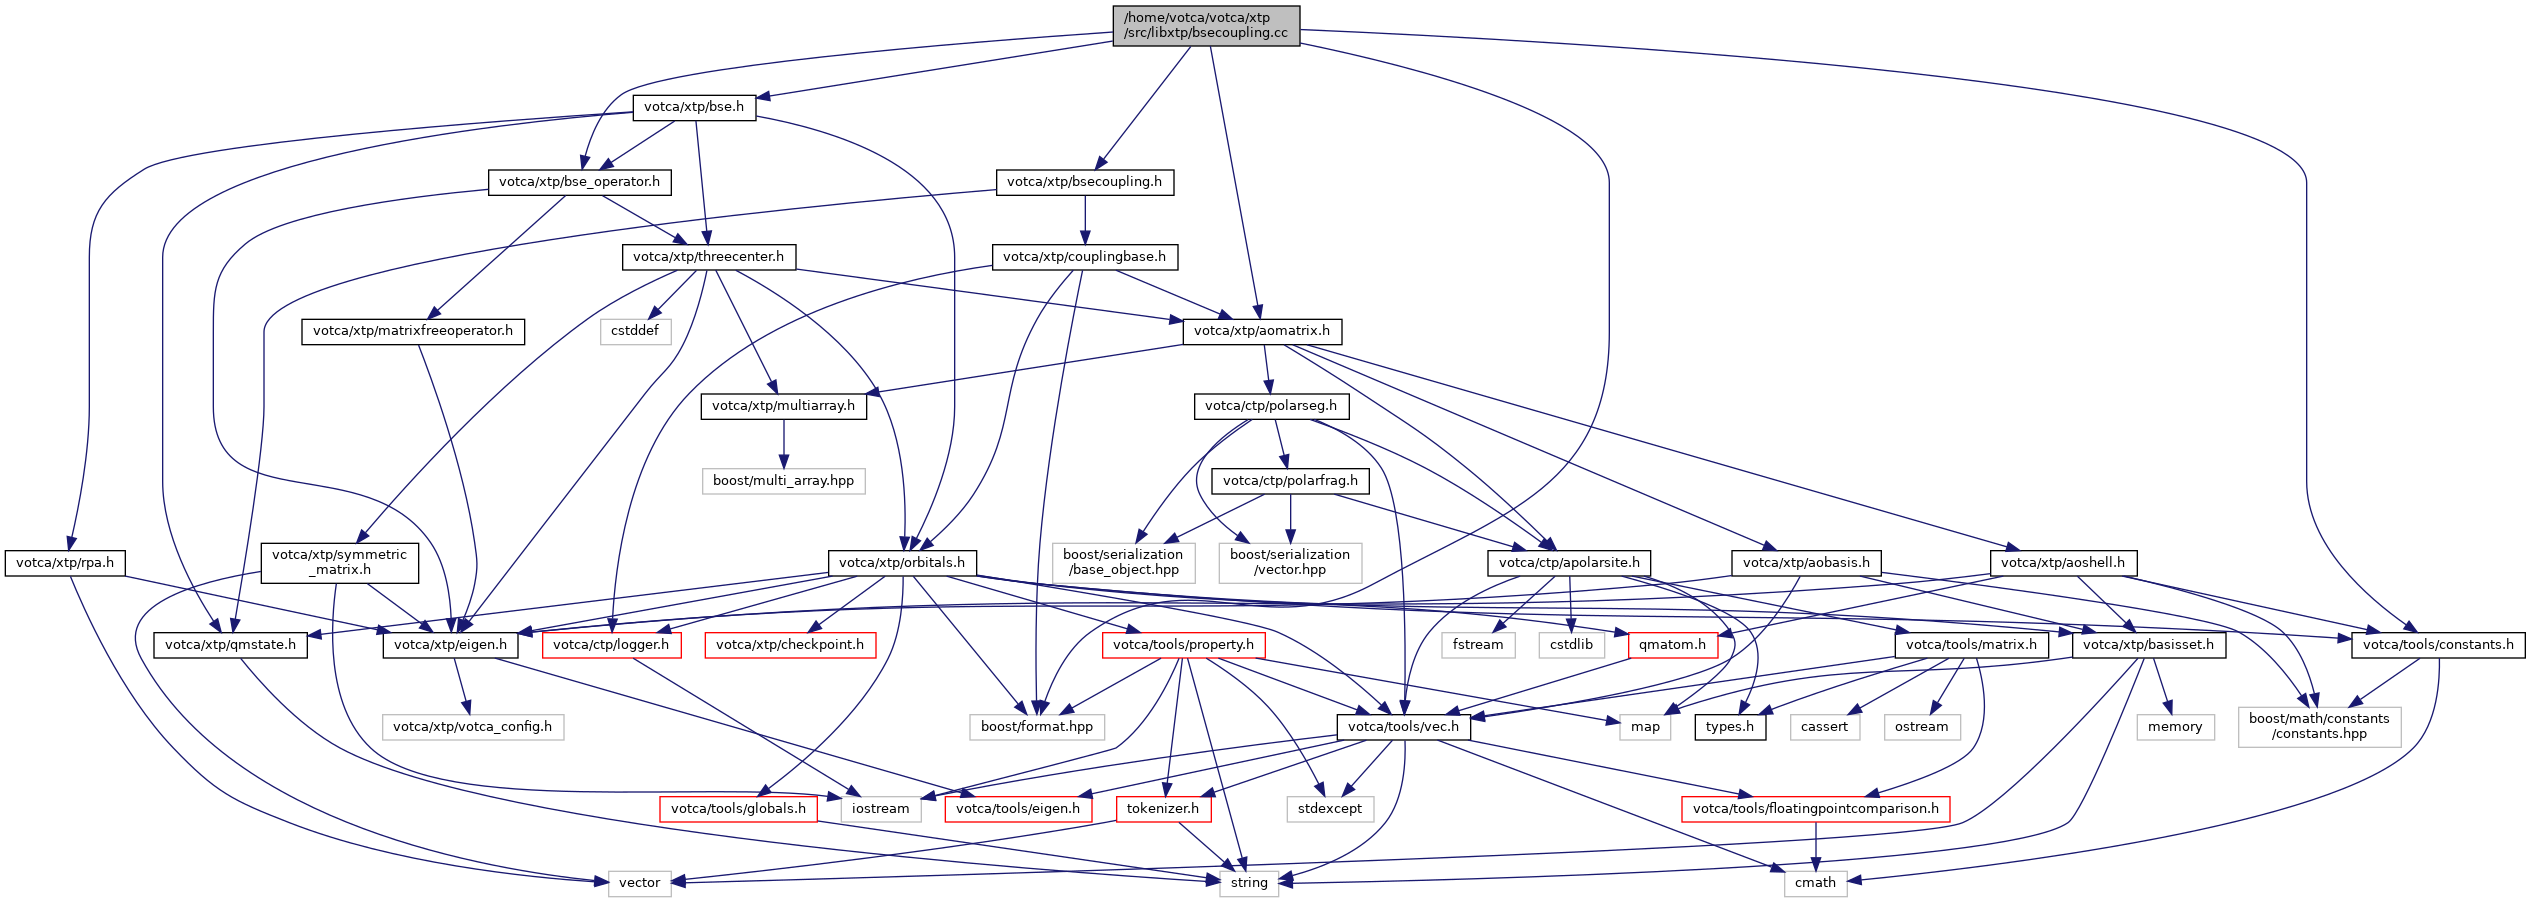 /home/votca/votca/xtp
/src/libxtp/bsecoupling.cc
votca/xtp/bse.h
votca/xtp/bse_operator.h
votca/xtp/bsecoupling.h
votca/xtp/threecenter.h
votca/xtp/couplingbase.h
votca/xtp/matrixfreeoperator.h
cstddef
votca/xtp/aomatrix.h
votca/xtp/multiarray.h
votca/ctp/polarseg.h
boost/multi_array.hpp
votca/ctp/polarfrag.h
votca/xtp/rpa.h
votca/xtp/symmetric
_matrix.h
votca/xtp/orbitals.h
boost/serialization
/base_object.hpp
boost/serialization
/vector.hpp
votca/ctp/apolarsite.h
votca/xtp/aobasis.h
votca/xtp/aoshell.h
votca/xtp/qmstate.h
votca/xtp/eigen.h
votca/ctp/logger.h
votca/xtp/checkpoint.h
votca/tools/property.h
fstream
cstdlib
qmatom.h
votca/tools/matrix.h
votca/xtp/basisset.h
votca/tools/constants.h
votca/xtp/votca_config.h
boost/format.hpp
votca/tools/vec.h
map
types.h
cassert
ostream
memory
boost/math/constants
/constants.hpp
votca/tools/globals.h
iostream
votca/tools/eigen.h
tokenizer.h
stdexcept
votca/tools/floatingpointcomparison.h
vector
string
cmath